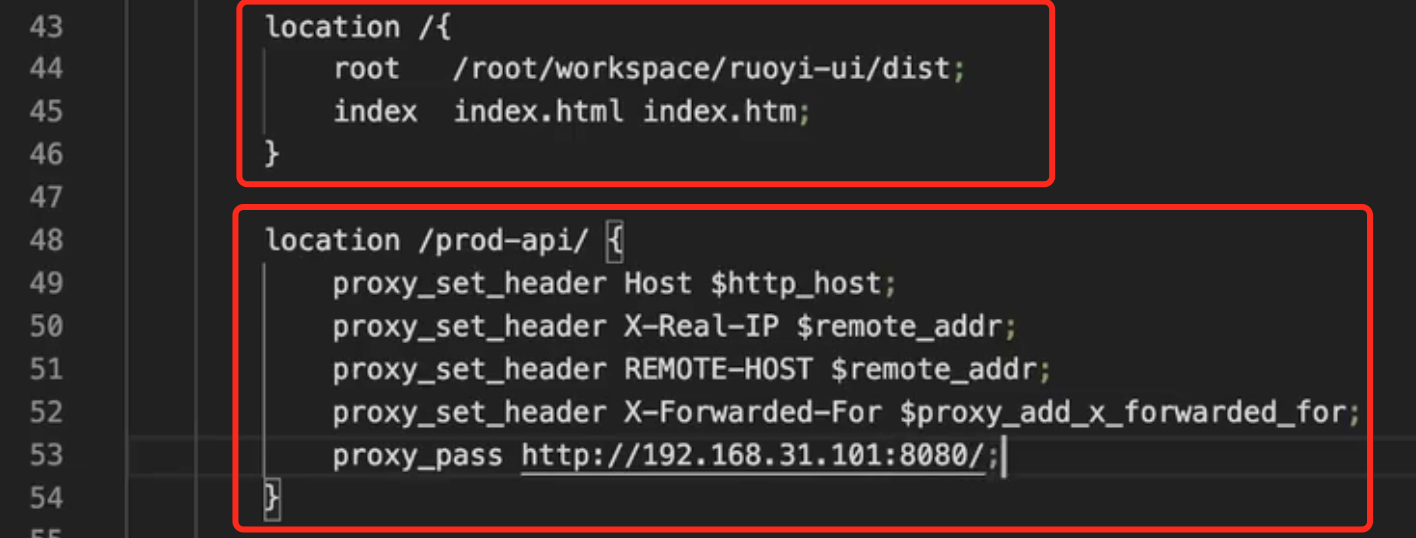 43 location /{
44 root /root/workspace/ruoyi-ui/dist;
45 index index.html index.htm;
46 }
47
48 location /prod-api/ {
49 proxy_set_header Host $http_host;
50 proxy_set_header X-Real-IP $remote_addr;
51 proxy_set_header REMOTE-HOST $remote_addr;
52 proxy_set_header X-Forwarded-For $proxy_add_x_forwarded_for;
53 proxy_pass http://192.168.31.101:8080/;
54 }